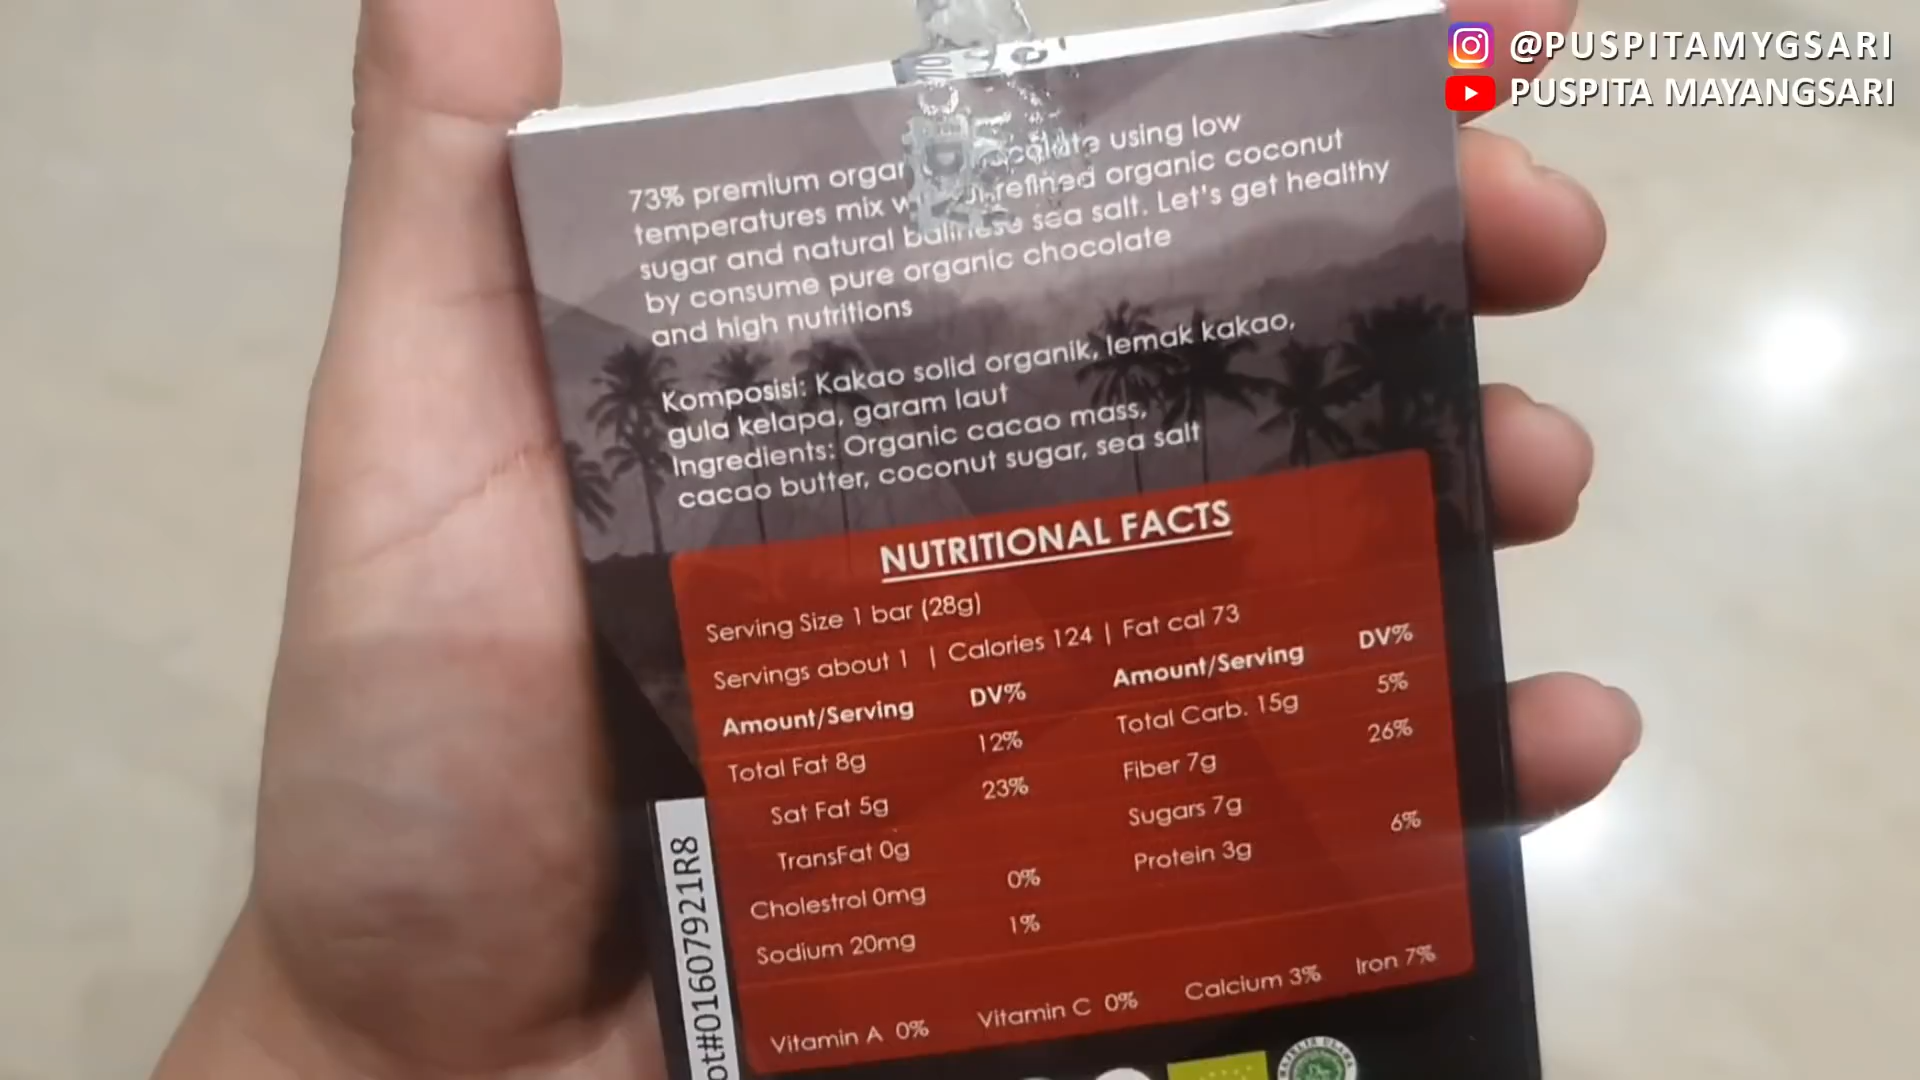 @PUSPITAMYGSARI
PUSPITA MAYANGSARI
73% premium using low
temperatures mix organic coconut
sugar and natural balinese sea salt. Let's get healthy
by consume pure organic chocolate
and high nutritions
Komposisi: Kakao solid organik, lemak kakao,
gula kelapa, garam laut
Ingredients: Organic cacao mass,
cacao butter, coconut sugar, sea salt
NUTRITIONAL FACTS
Serving Size 1 bar (28g)
Servings about 1 | Calories 124 | Fat cal 73
Amount/Serving DV%
Total Fat 8g 12%
Sat Fat 5g 23%
TransFat 0g
Cholestrol 0mg 0%
Sodium 20mg 1%
Amount/Serving DV%
Total Carb. 15g 5%
Fiber 7g 26%
Sugars 7g
Protein 3g 6%
Vitamin A 0% Vitamin C 0% Calcium 3% Iron 7%
ot#01607921R8